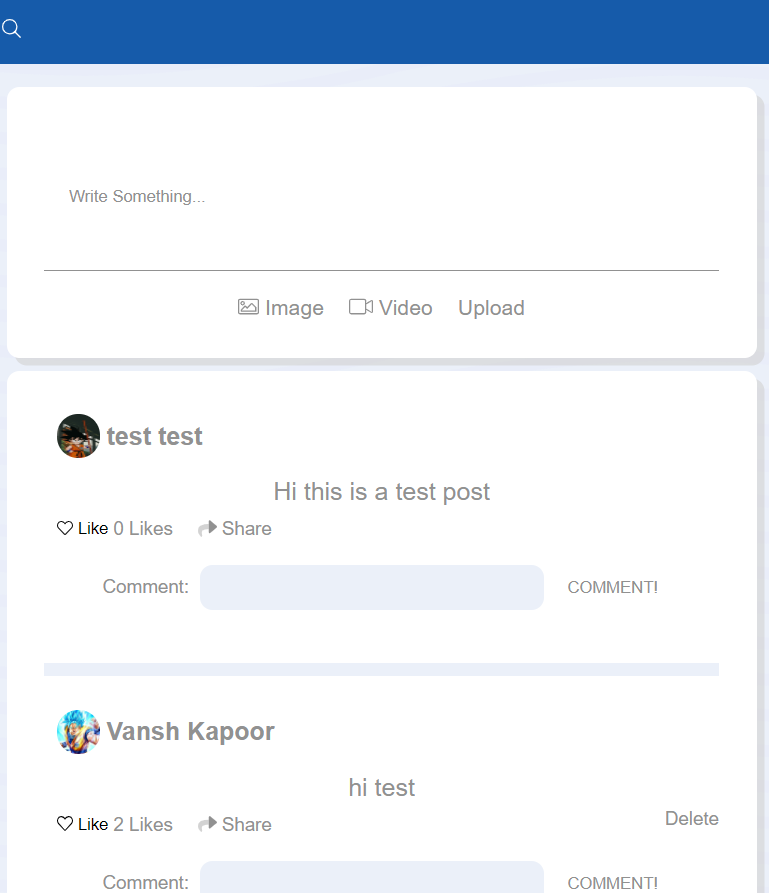 Write Something...
Image Video Upload
test test
Hi this is a test post
Like 0 Likes Share
Comment: COMMENT!
Vansh Kapoor
hi test
Like 2 Likes Share Delete
Comment: COMMENT!